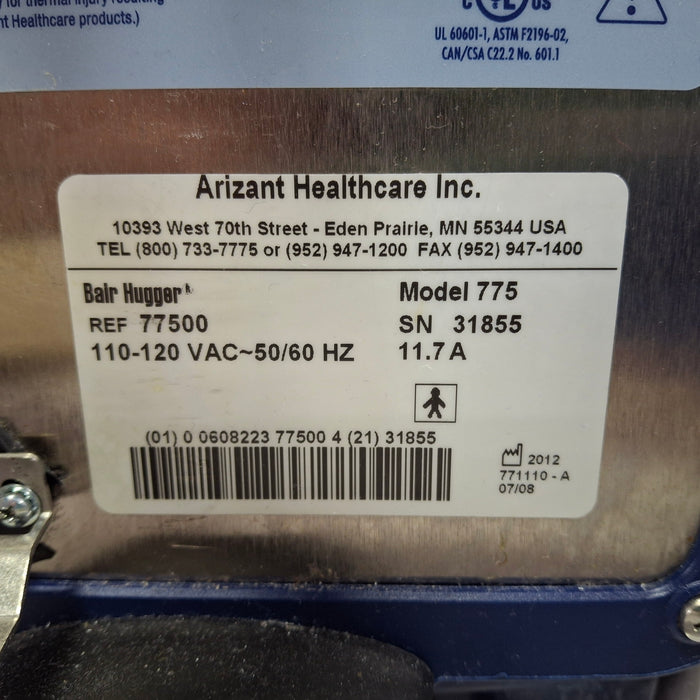 for thermal injury resulting
t Healthcare products.)
c UL US
UL 60601-1, ASTM F2196-02,
CAN/CSA C22.2 No. 601.1
Arizant Healthcare Inc.
10393 West 70th Street - Eden Prairie, MN 55344 USA
TEL (800) 733-7775 or (952) 947-1200 FAX (952) 947-1400
Bair Hugger®
Model 775
REF 77500
SN 31855
110-120 VAC~50/60 HZ
11.7 A
(01) 0 0608223 77500 4 (21) 31855
2012
771110 - A
07/08